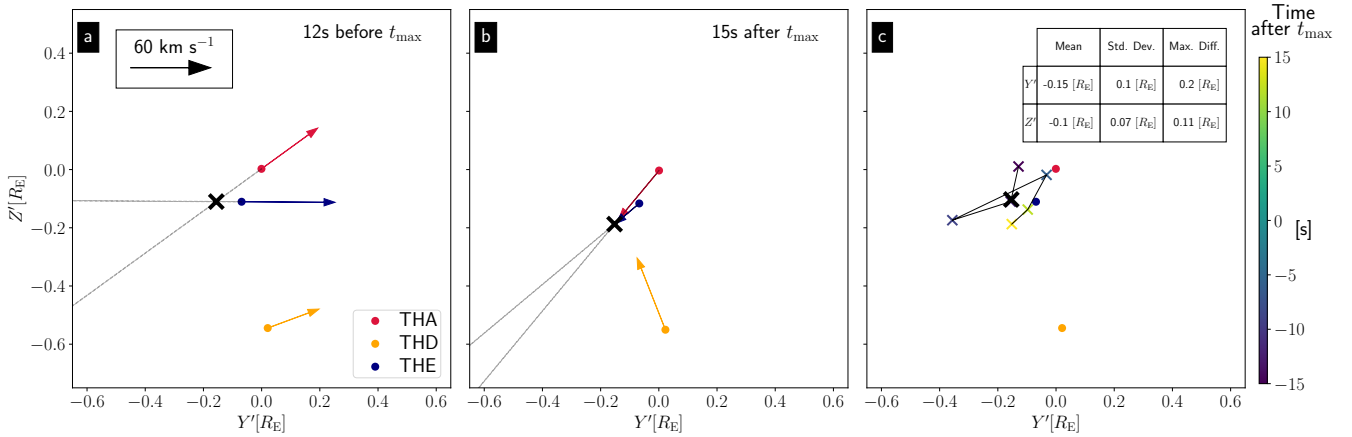 a
12s before t_max
60 km s⁻¹
0.4
0.2
0.0
−0.2
−0.4
−0.6
Z′[R_E]
−0.6
−0.4
−0.2
0.0
0.2
0.4
0.6
Y′[R_E]
THA
THD
THE
b
15s after t_max
−0.6
−0.4
−0.2
0.0
0.2
0.4
0.6
Y′[R_E]
c
Mean Std. Dev. Max. Diff.
Y′ -0.15 [R_E] 0.1 [R_E] 0.2 [R_E]
Z′ -0.1 [R_E] 0.07 [R_E] 0.11 [R_E]
−0.6
−0.4
−0.2
0.0
0.2
0.4
0.6
Y′[R_E]
Time
after t_max
15
10
5
0
−5
−10
−15
[s]